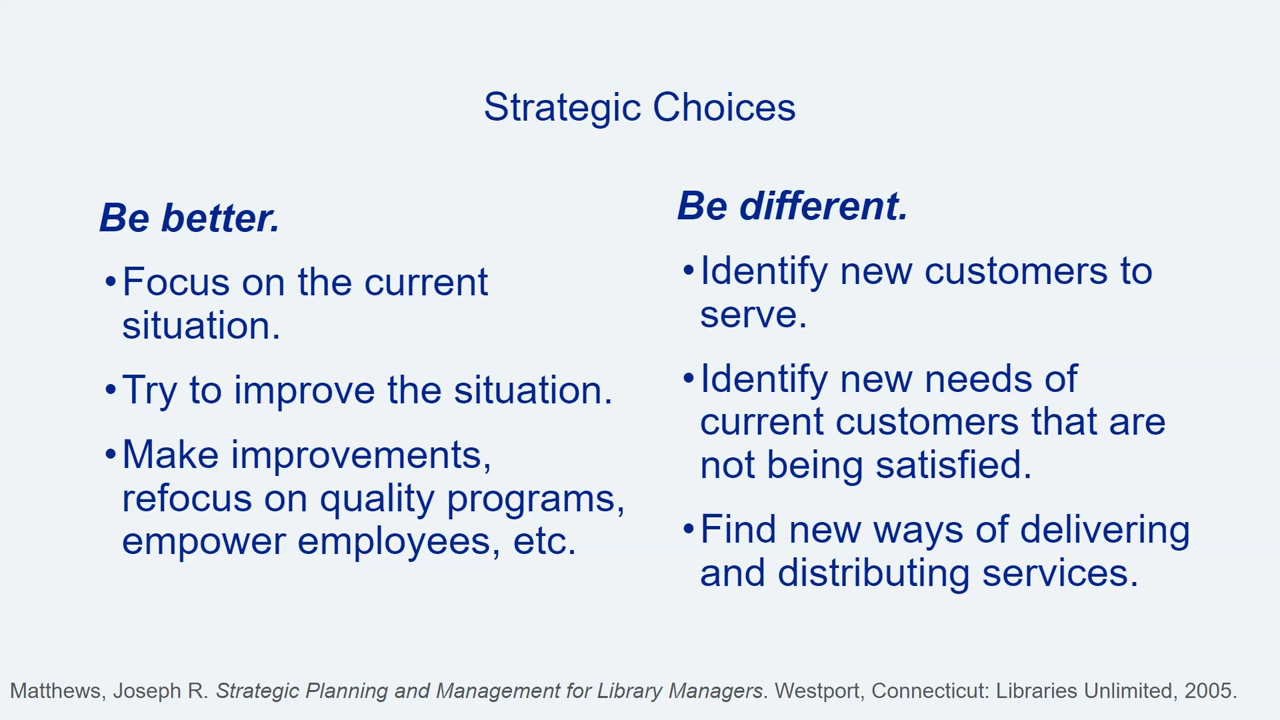 Strategic Choices
Be better.
•Focus on the current
situation.
•Try to improve the situation.
•Make improvements,
refocus on quality programs,
empower employees, etc.
Be different.
•Identify new customers to
serve.
•Identify new needs of
current customers that are
not being satisfied.
•Find new ways of delivering
and distributing services.
Matthews, Joseph R. Strategic Planning and Management for Library Managers. Westport, Connecticut: Libraries Unlimited, 2005.